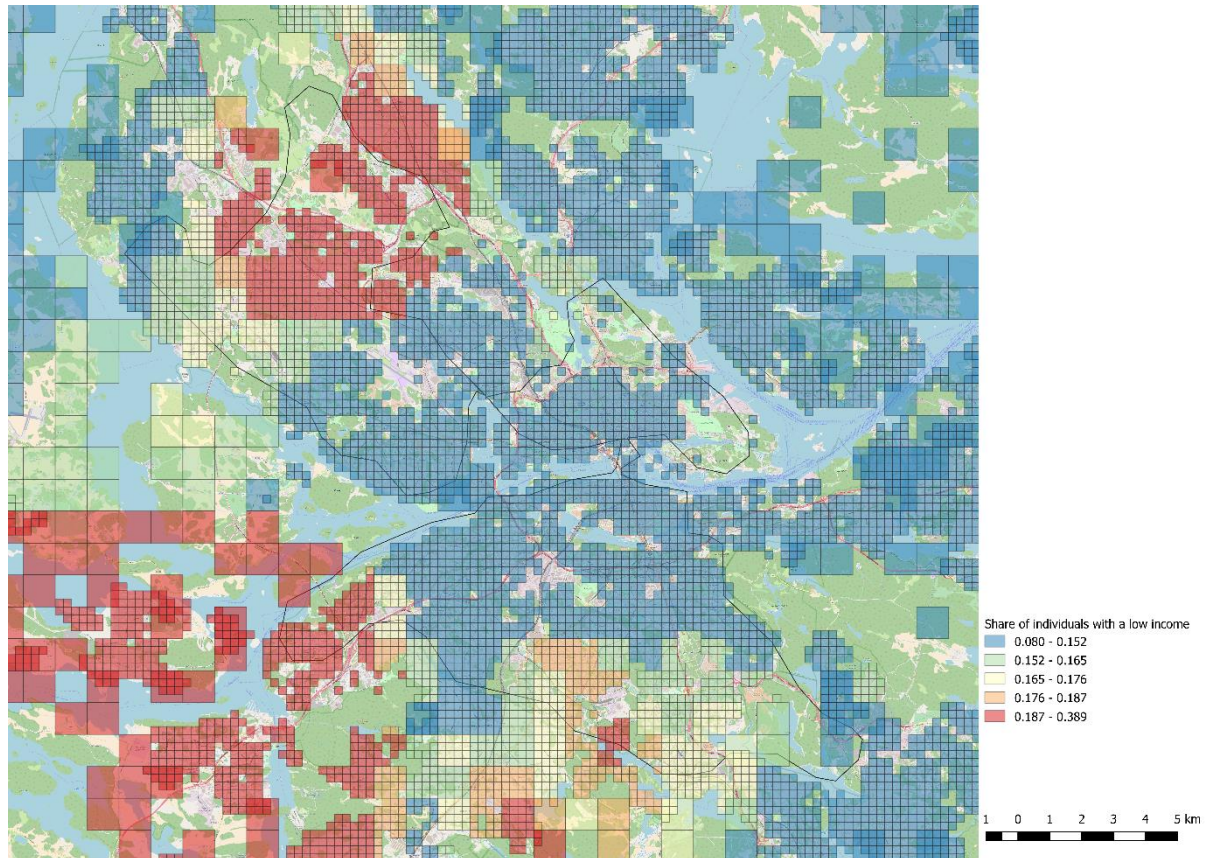 Share of individuals with a low income
0.080 - 0.152
0.152 - 0.165
0.165 - 0.176
0.176 - 0.187
0.187 - 0.389
1 0 1 2 3 4 5 km